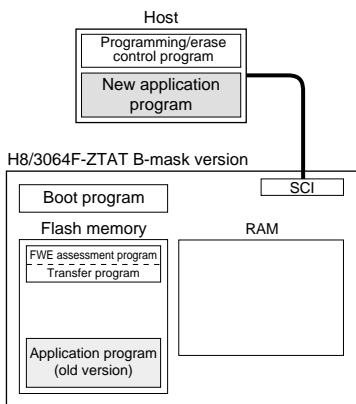 Host
Programming/erase
control program
New application
program
H8/3064F-ZTAT B-mask version
SCI
Boot program
Flash memory
RAM
FWE assessment program
Transfer program
Application program
(old version)